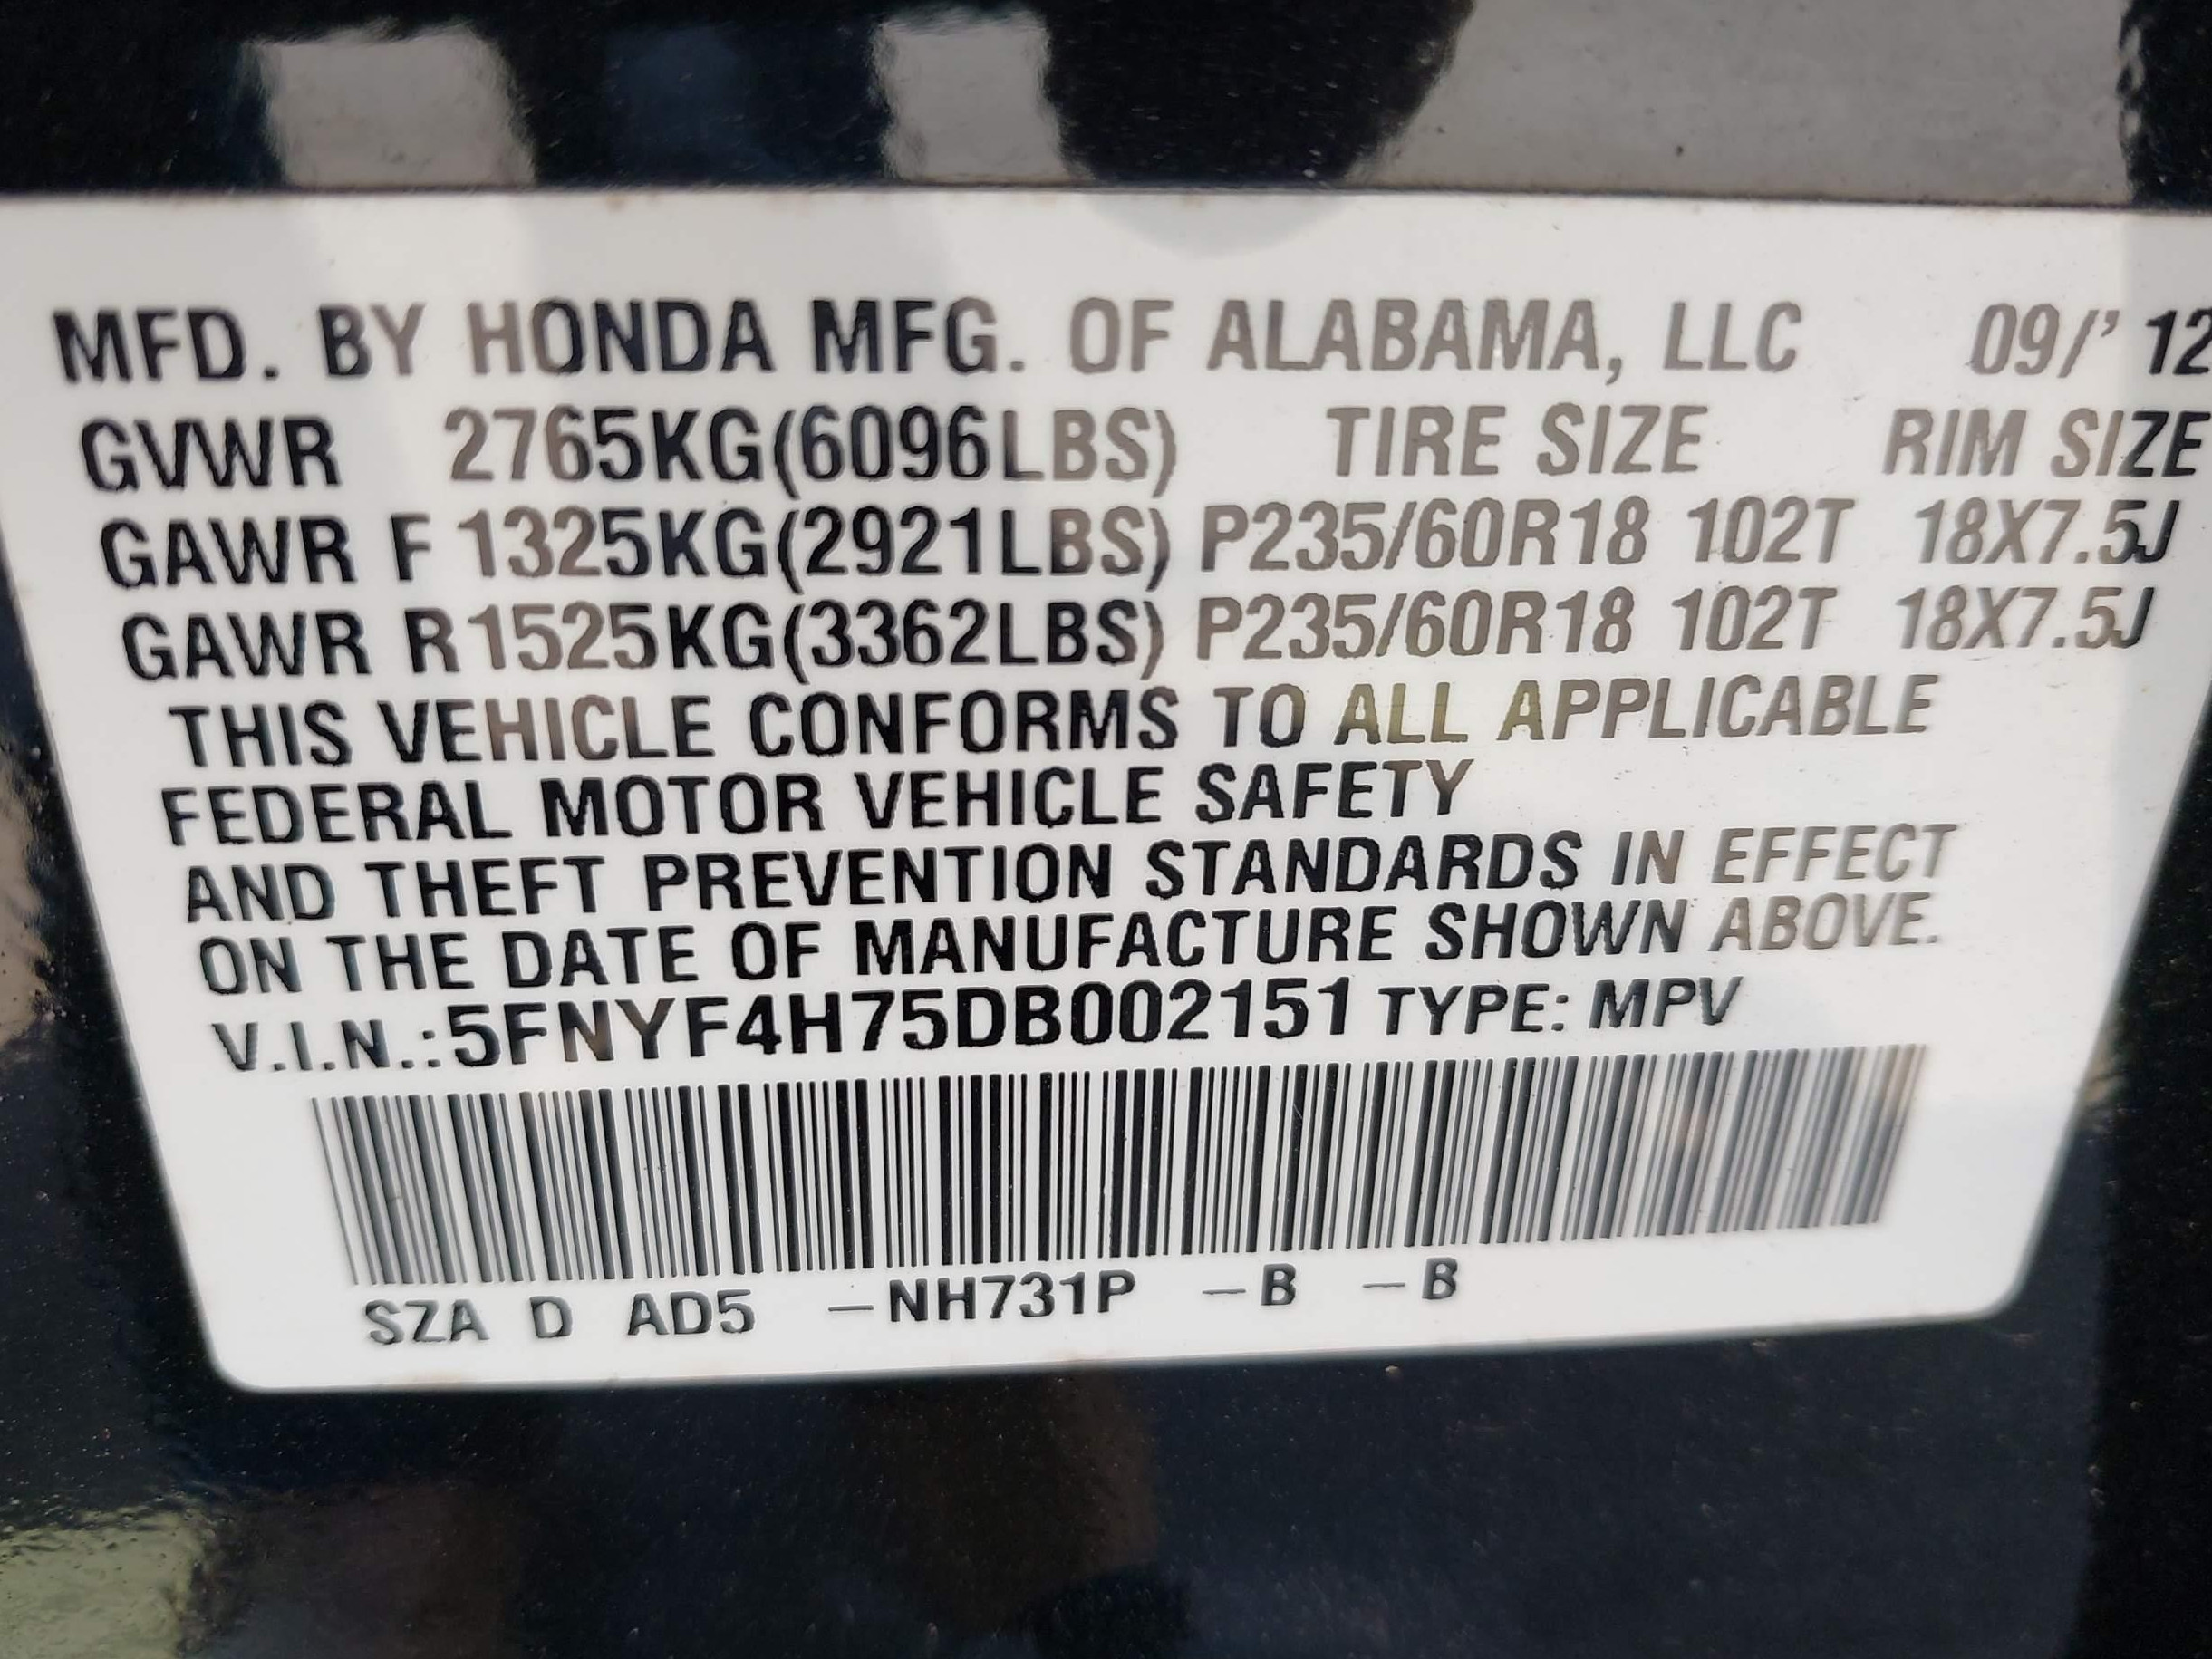 MFD. BY HONDA MFG. OF ALABAMA, LLC 09/' 12
GVWR 2765KG(6096LBS) TIRE SIZE RIM SIZE
GAWR F 1325KG(2921LBS) P235/60R18 102T 18X7.5J
GAWR R 1525KG(3362LBS) P235/60R18 102T 18X7.5J
THIS VEHICLE CONFORMS TO ALL APPLICABLE
FEDERAL MOTOR VEHICLE SAFETY
AND THEFT PREVENTION STANDARDS IN EFFECT
ON THE DATE OF MANUFACTURE SHOWN ABOVE.
V.I.N.:5FNYF4H75DB002151 TYPE: MPV
SZA D AD5 –NH731P –B –B